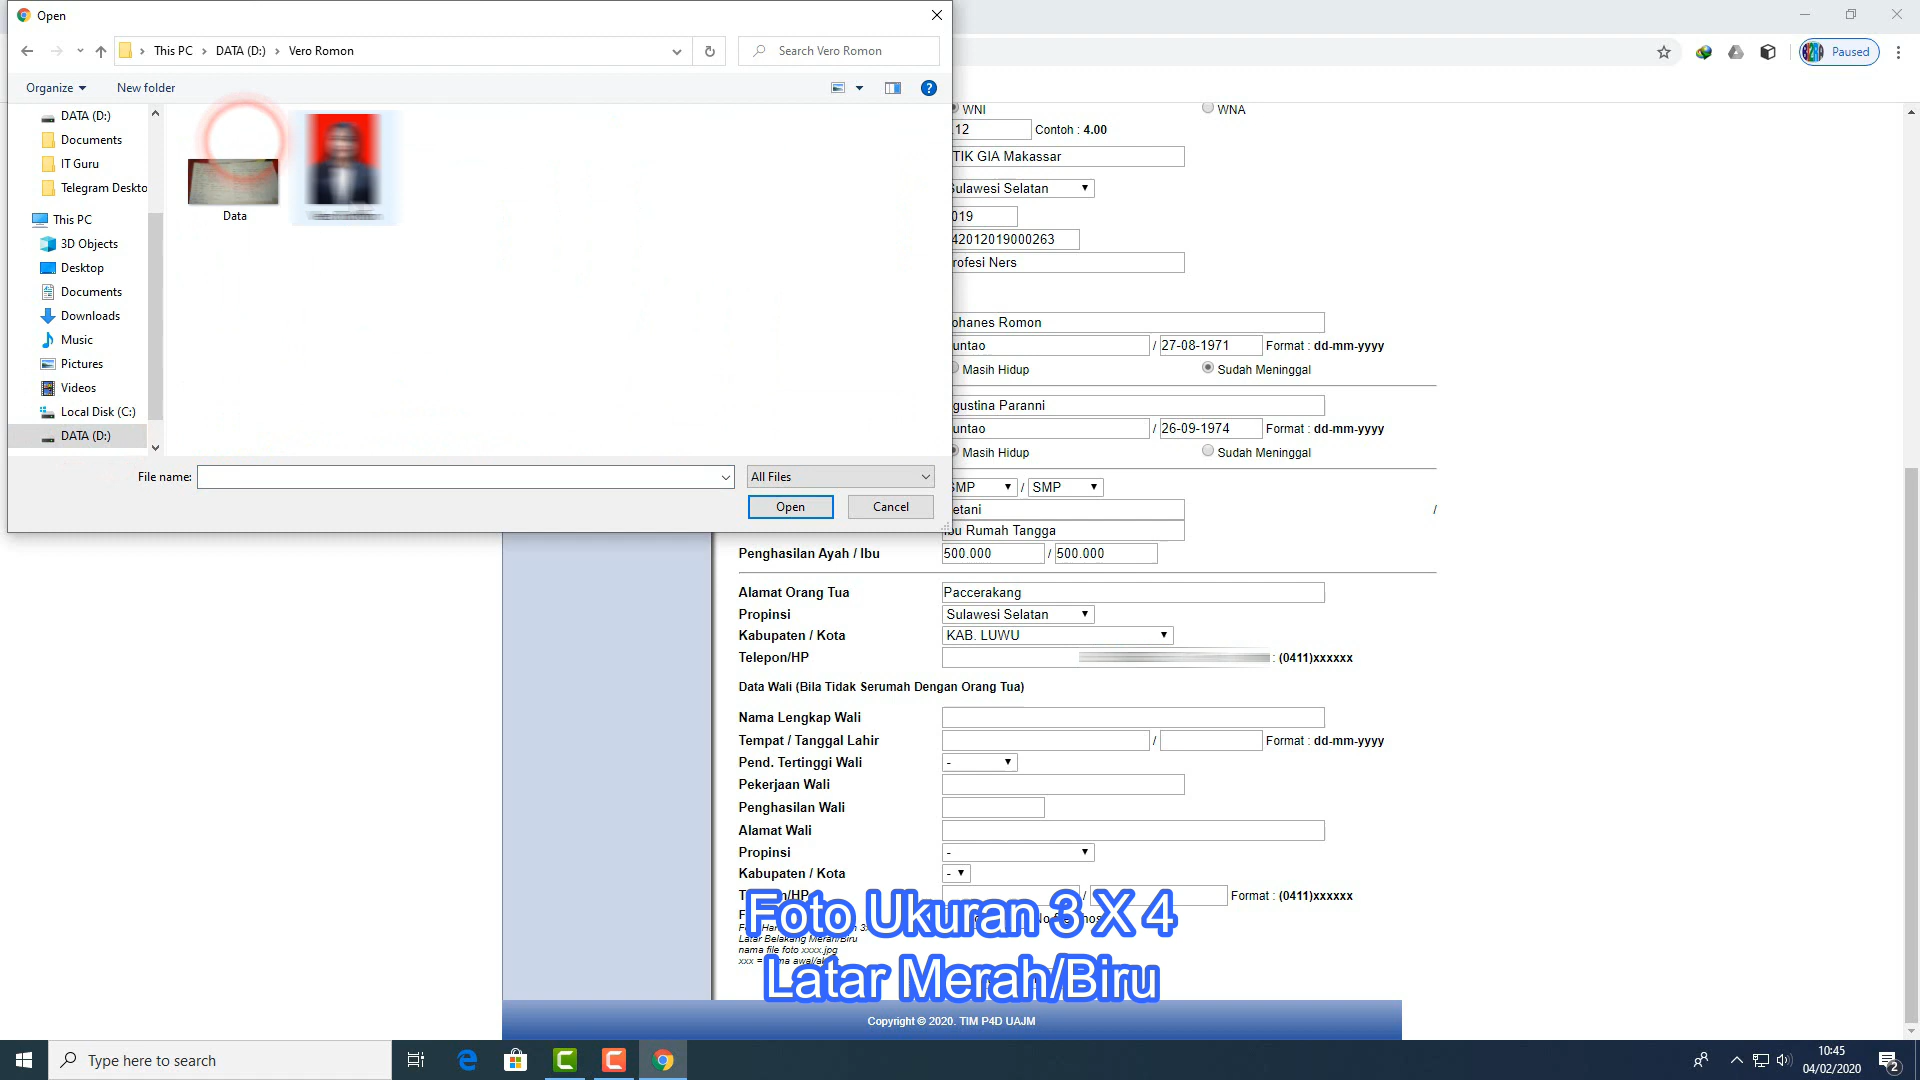 Open
This PC > DATA (D:) > Vero Romon
Search Vero Romon
Organize
New folder
DATA (D:)
Documents
IT Guru
Telegram Deskto
This PC
3D Objects
Desktop
Documents
Downloads
Music
Pictures
Videos
Local Disk (C:)
DATA (D:)
Data
File name:
All Files
Open
Cancel
Paused
WNI
WNA
.12
Contoh : 4.00
TIK GIA Makassar
Sulawesi Selatan
019
42012019000263
rofesi Ners
ohanes Romon
untao / 27-08-1971 Format : dd-mm-yyyy
Masih Hidup
Sudah Meninggal
gustina Paranni
untao / 26-09-1974 Format : dd-mm-yyyy
Masih Hidup
Sudah Meninggal
SMP / SMP
etani /
Ibu Rumah Tangga
Penghasilan Ayah / Ibu 500.000 / 500.000
Alamat Orang Tua Paccerakang
Propinsi Sulawesi Selatan
Kabupaten / Kota KAB. LUWU
Telepon/HP : (0411)xxxxxx
Data Wali (Bila Tidak Serumah Dengan Orang Tua)
Nama Lengkap Wali
Tempat / Tanggal Lahir / Format : dd-mm-yyyy
Pend. Tertinggi Wali -
Pekerjaan Wali
Penghasilan Wali
Alamat Wali
Propinsi -
Kabupaten / Kota -
/ Format : (0411)xxxxxx
Foto Ukuran 3 X 4
Latar Belakang Merah/Biru
nama file foto xxxx.jpg
Latar Merah/Biru
Copyright © 2020. TIM P4D UAJM
Type here to search
10:45
04/02/2020
2